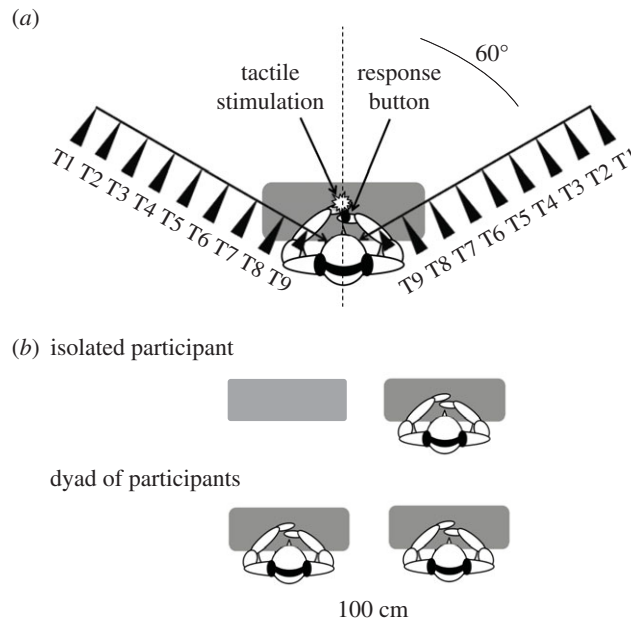 (a)
60°
tactile response
stimulation button
T1 T2 T3 T4 T5 T6 T7 T8 T9 T9 T8 T7 T6 T5 T4 T3 T2 T1
(b) isolated participant
dyad of participants
100 cm